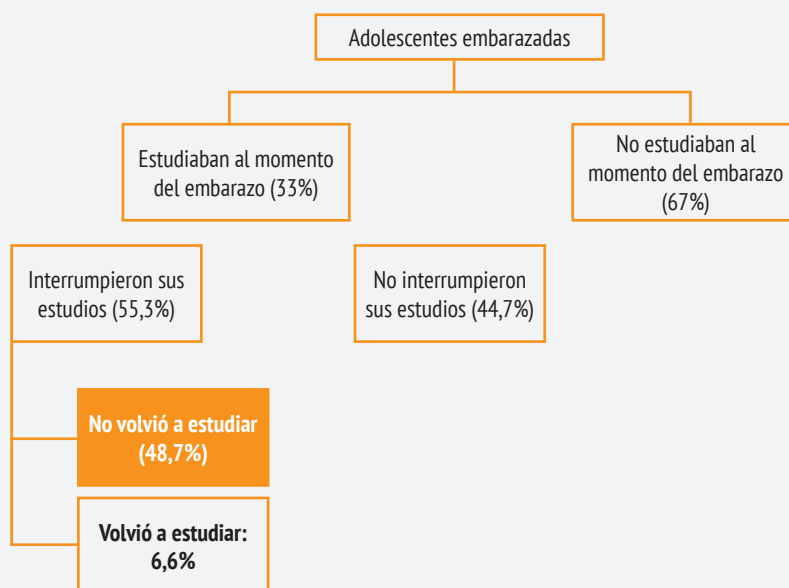 Adolescentes embarazadas
Estudiaban al momento
del embarazo (33%)
No estudiaban al
momento del embarazo
(67%)
Interrumpieron sus
estudios (55,3%)
No interrumpieron
sus estudios (44,7%)
No volvió a estudiar
(48,7%)
Volvió a estudiar:
6,6%